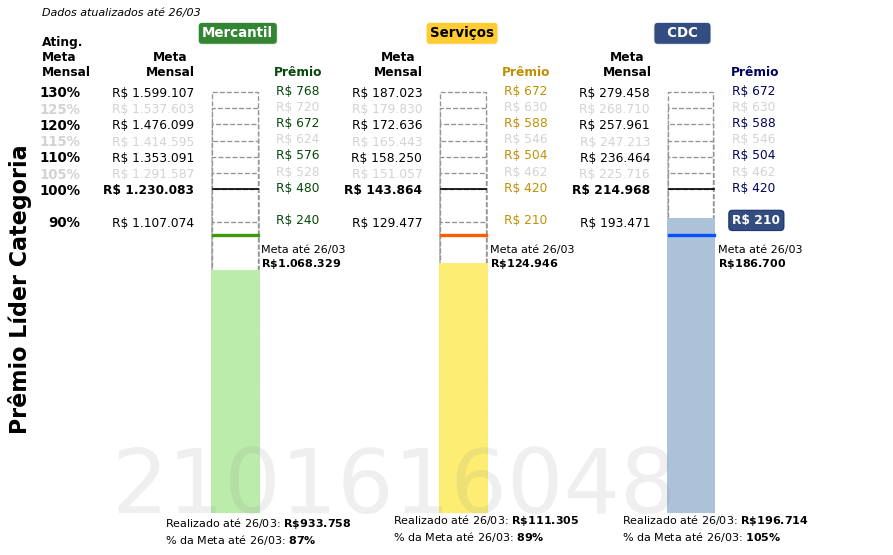 Dados atualizados até 26/03
Mercantil Serviços CDC
Ating. Meta Mensal
Meta Mensal Prêmio Meta Mensal Prêmio Meta Mensal Prêmio
130% R$ 1.599.107 R$ 768 R$ 187.023 R$ 672 R$ 279.458 R$ 672
125% R$ 1.537.603 R$ 720 R$ 179.830 R$ 630 R$ 268.710 R$ 630
120% R$ 1.476.099 R$ 672 R$ 172.636 R$ 588 R$ 257.961 R$ 588
115% R$ 1.414.595 R$ 624 R$ 165.443 R$ 546 R$ 247.213 R$ 546
110% R$ 1.353.091 R$ 576 R$ 158.250 R$ 504 R$ 236.464 R$ 504
105% R$ 1.291.587 R$ 528 R$ 151.057 R$ 462 R$ 225.716 R$ 462
100% R$ 1.230.083 R$ 480 R$ 143.864 R$ 420 R$ 214.968 R$ 420
90% R$ 1.107.074 R$ 240 R$ 129.477 R$ 210 R$ 193.471 R$ 210
Meta até 26/03 Meta até 26/03 Meta até 26/03
R$1.068.329 R$124.946 R$186.700
Prêmio Líder Categoria
2101616048
Realizado até 26/03: R$933.758 Realizado até 26/03: R$111.305 Realizado até 26/03: R$196.714
% da Meta até 26/03: 87% % da Meta até 26/03: 89% % da Meta até 26/03: 105%